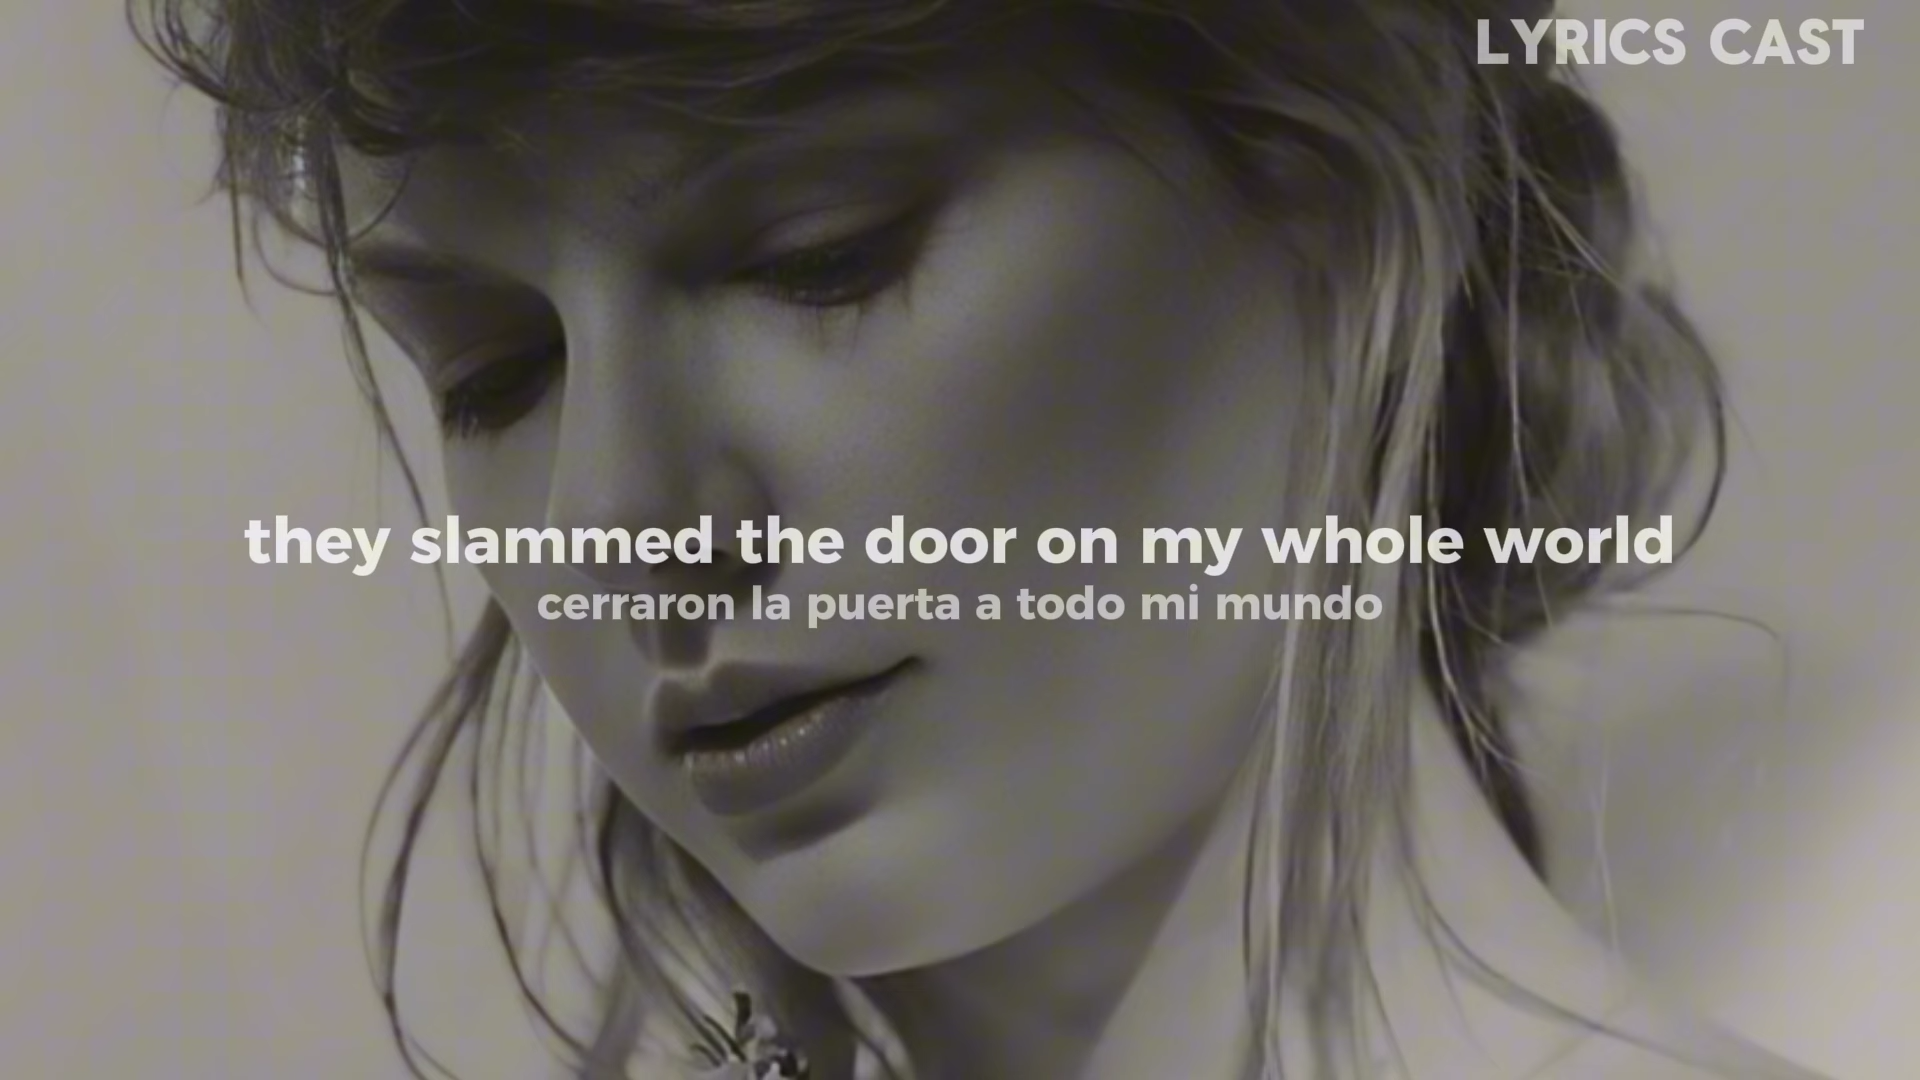 LYRICS CAST
they slammed the door on my whole world
cerraron la puerta a todo mi mundo